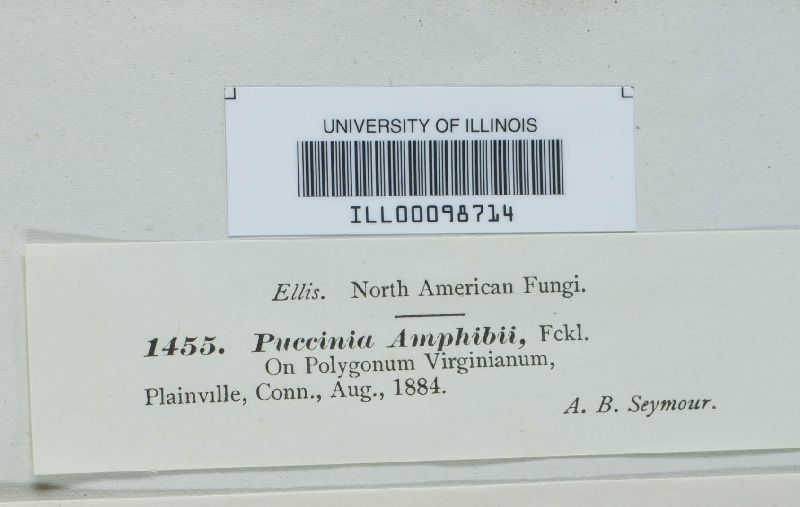 UNIVERSITY OF ILLINOIS
ILL00098714
Ellis. North American Fungi.
1455. Puccinia Amphibii, Fckl.
On Polygonum Virginianum,
Plainville, Conn., Aug., 1884.
A. B. Seymour.